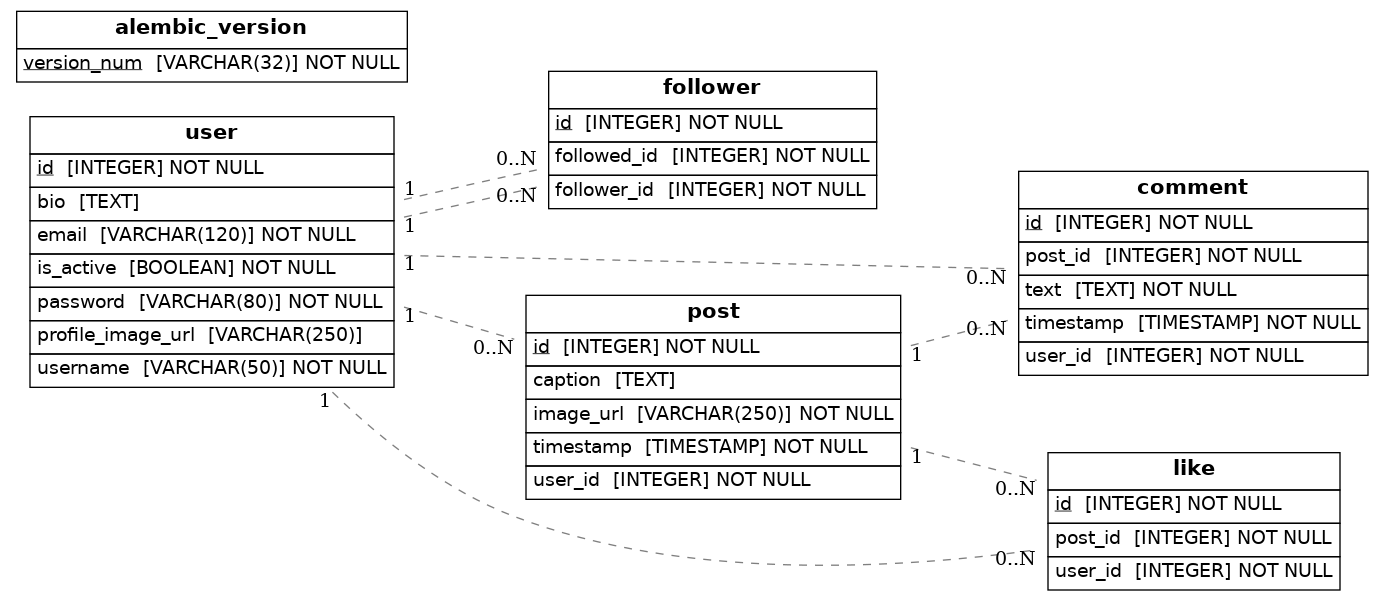 alembic_version
version_num [VARCHAR(32)] NOT NULL
user
id [INTEGER] NOT NULL
bio [TEXT]
email [VARCHAR(120)] NOT NULL
is_active [BOOLEAN] NOT NULL
password [VARCHAR(80)] NOT NULL
profile_image_url [VARCHAR(250)]
username [VARCHAR(50)] NOT NULL
1
0..N
1
0..N
1
0..N
1
0..N
1
0..N
follower
id [INTEGER] NOT NULL
followed_id [INTEGER] NOT NULL
follower_id [INTEGER] NOT NULL
post
id [INTEGER] NOT NULL
caption [TEXT]
image_url [VARCHAR(250)] NOT NULL
timestamp [TIMESTAMP] NOT NULL
user_id [INTEGER] NOT NULL
1
0..N
1
0..N
comment
id [INTEGER] NOT NULL
post_id [INTEGER] NOT NULL
text [TEXT] NOT NULL
timestamp [TIMESTAMP] NOT NULL
user_id [INTEGER] NOT NULL
like
id [INTEGER] NOT NULL
post_id [INTEGER] NOT NULL
user_id [INTEGER] NOT NULL